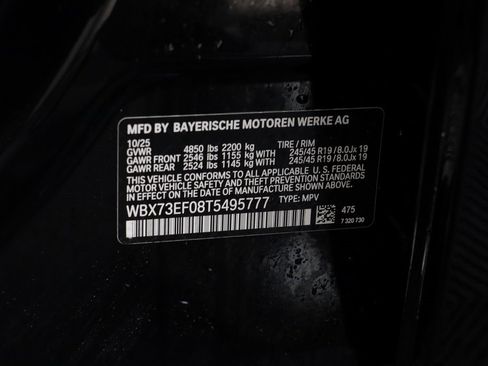 MFD BY BAYERISCHE MOTOREN WERKE AG
10/25
GVWR 4850 lbs 2200 kg TIRE / RIM
GAWR FRONT 2546 lbs 1155 kg WITH 245/45 R19 / 8.0Jx 19
GAWR REAR 2524 lbs 1145 kg WITH 245/45 R19 / 8.0Jx 19
THIS VEHICLE CONFORMS TO ALL APPLICABLE U.S. FEDERAL
MOTOR VEHICLE SAFETY AND THEFT PREVENTION STANDARDS
IN EFFECT ON THE DATE OF MANUFACTURE SHOWN ABOVE.
WBX73EF08T5495777 TYPE: MPV
475
7 320 730